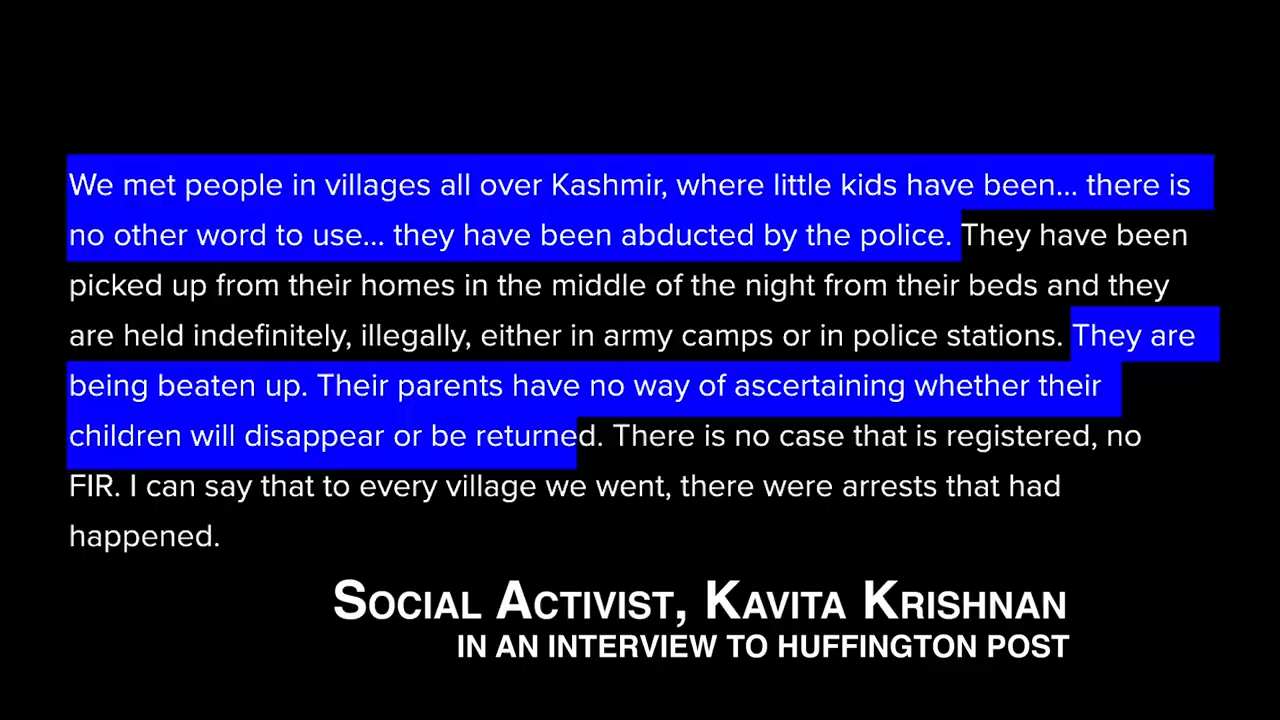 We met people in villages all over Kashmir, where little kids have been... there is
no other word to use... they have been abducted by the police. They have been
picked up from their homes in the middle of the night from their beds and they
are held indefinitely, illegally, either in army camps or in police stations. They are
being beaten up. Their parents have no way of ascertaining whether their
children will disappear or be returned. There is no case that is registered, no
FIR. I can say that to every village we went, there were arrests that had
happened.
SOCIAL ACTIVIST, KAVITA KRISHNAN
IN AN INTERVIEW TO HUFFINGTON POST